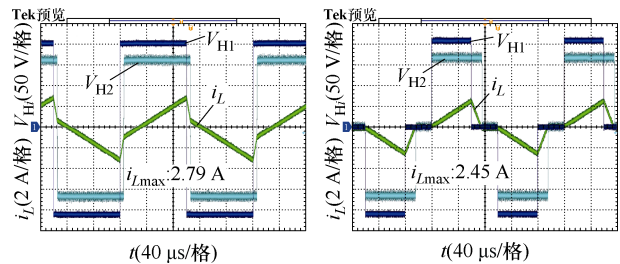 Tek预览
V_H1
V_H2
i_L
i_Lmax:2.79 A
i_L(2 A/格) V_Hi(50 V/格)
t(40 μs/格)
Tek预览
V_H1
V_H2
i_L
i_Lmax:2.45 A
i_L(2 A/格) V_Hi(50 V/格)
t(40 μs/格)